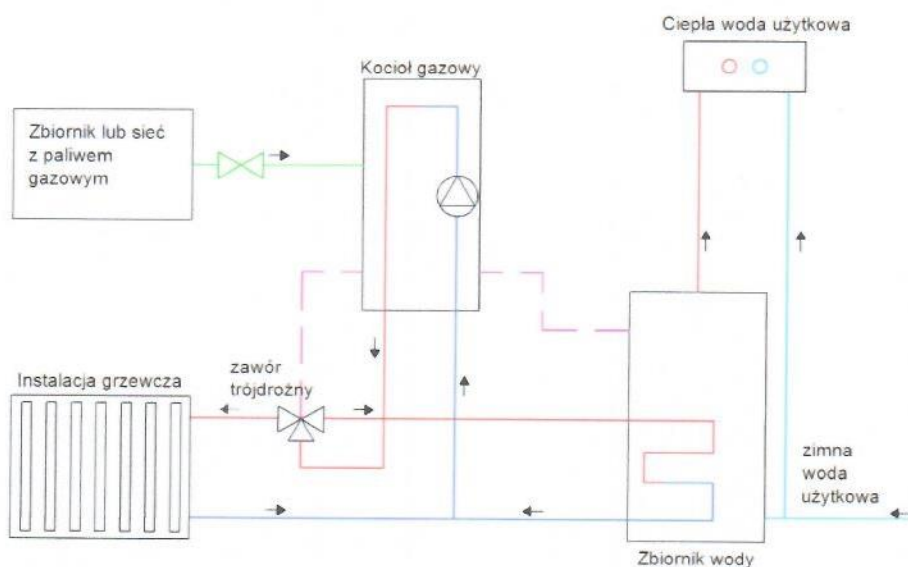 Ciepła woda użytkowa
Kocioł gazowy
Zbiornik lub sieć
z paliwem
gazowym
zawór
trójdrożny
Instalacja grzewcza
zimna
woda
użytkowa
Zbiornik wody